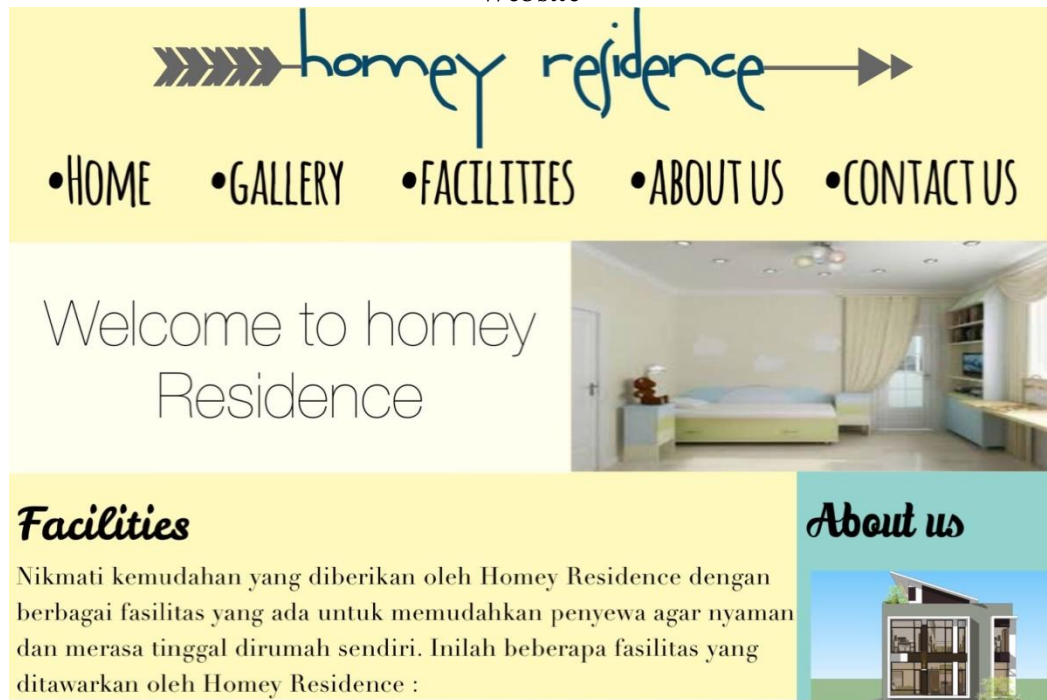 Website
homey residence
•HOME •GALLERY •FACILITIES •ABOUT US •CONTACT US
Welcome to homey
Residence
Facilities
Nikmati kemudahan yang diberikan oleh Homey Residence dengan
berbagai fasilitas yang ada untuk memudahkan penyewa agar nyaman
dan merasa tinggal dirumah sendiri. Inilah beberapa fasilitas yang
ditawarkan oleh Homey Residence :
About us